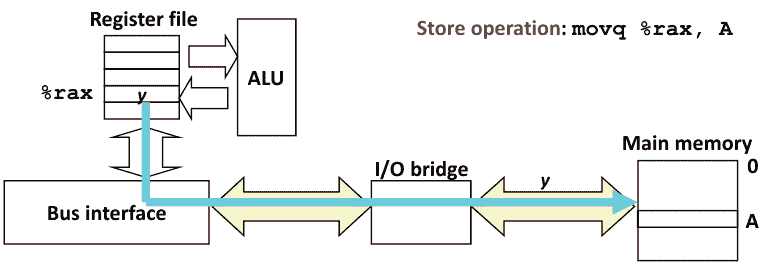 Register file
Store operation: movq %rax, A
ALU
%rax
y
Main memory
I/O bridge
0
y
Bus interface
A